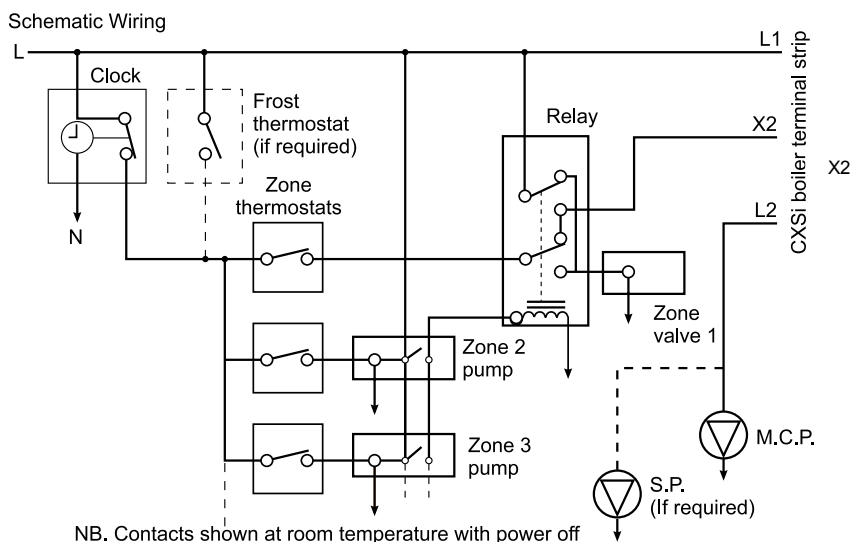 Schematic Wiring
L
L1
Clock
Frost
thermostat
(if required)
Relay
X2
X2
CXSi boiler terminal strip
Zone
thermostats
L2
N
Zone
valve 1
Zone 2
pump
Zone 3
pump
M.C.P.
S.P.
(If required)
NB. Contacts shown at room temperature with power off